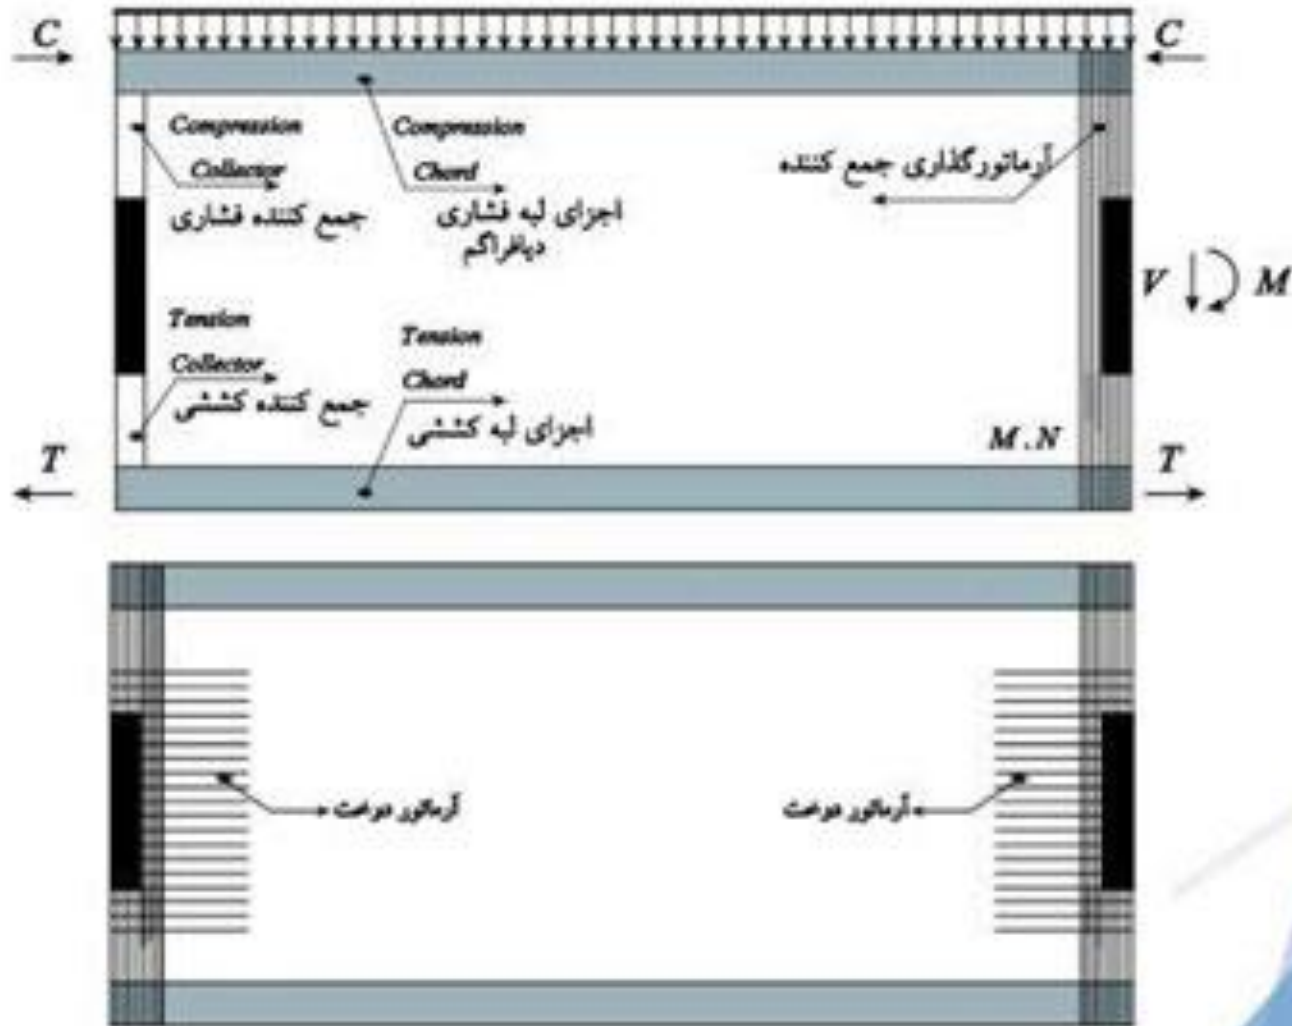 C
C
Compression
Collector
جمع کننده فشاری
Compression
Chord
اجزای لبه فشاری
دیافراگم
آرماتورگذاری جمع کننده
V
M
Tension
Collector
جمع کننده کششی
Tension
Chord
اجزای لبه کششی
M.N
T
T
آرماتور دوخت
آرماتور دوخت